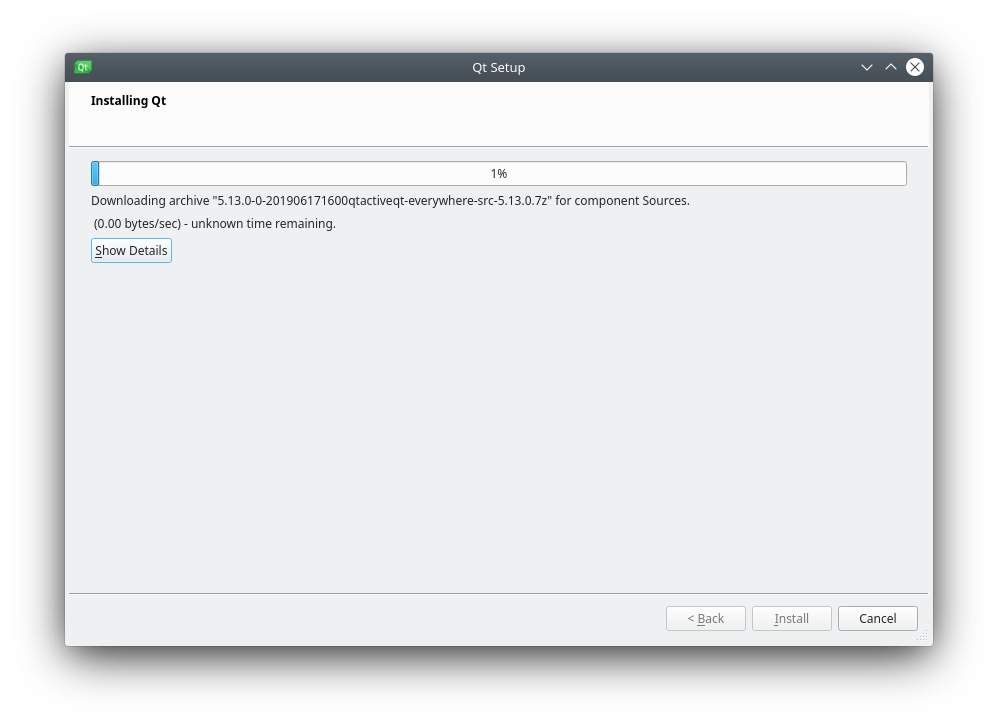 Qt
Qt Setup
Installing Qt
1%
Downloading archive "5.13.0-0-201906171600qtactiveqt-everywhere-src-5.13.0.7z" for component Sources.
(0.00 bytes/sec) - unknown time remaining.
Show Details
< Back
Install
Cancel